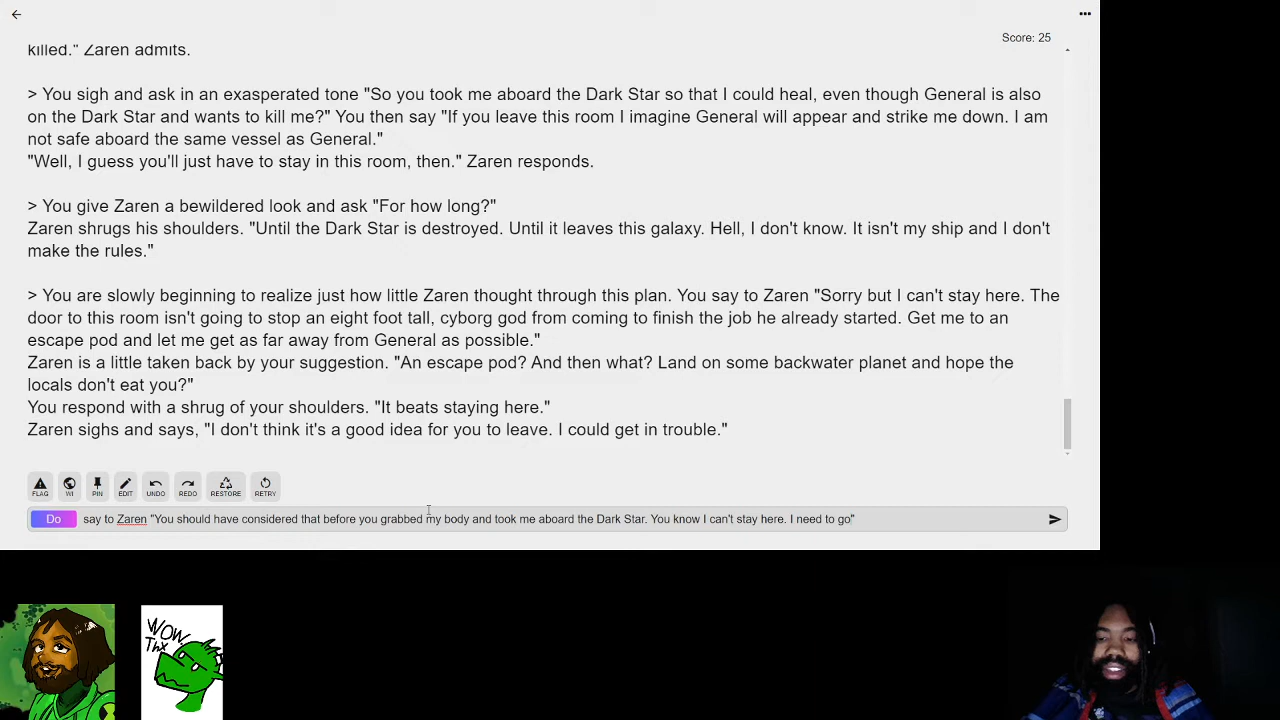 Score: 25
killed." Zaren admits.
> You sigh and ask in an exasperated tone "So you took me aboard the Dark Star so that I could heal, even though General is also
on the Dark Star and wants to kill me?" You then say "If you leave this room I imagine General will appear and strike me down. I am
not safe aboard the same vessel as General."
"Well, I guess you'll just have to stay in this room, then." Zaren responds.
> You give Zaren a bewildered look and ask "For how long?"
Zaren shrugs his shoulders. "Until the Dark Star is destroyed. Until it leaves this galaxy. Hell, I don't know. It isn't my ship and I don't
make the rules."
> You are slowly beginning to realize just how little Zaren thought through this plan. You say to Zaren "Sorry but I can't stay here. The
door to this room isn't going to stop an eight foot tall, cyborg god from coming to finish the job he already started. Get me to an
escape pod and let me get as far away from General as possible."
Zaren is a little taken back by your suggestion. "An escape pod? And then what? Land on some backwater planet and hope the
locals don't eat you?"
You respond with a shrug of your shoulders. "It beats staying here."
Zaren sighs and says, "I don't think it's a good idea for you to leave. I could get in trouble."
FLAG WI PIN EDIT UNDO REDO RESTORE RETRY
Do say to Zaren "You should have considered that before you grabbed my body and took me aboard the Dark Star. You know I can't stay here. I need to go"
WOW
Thx